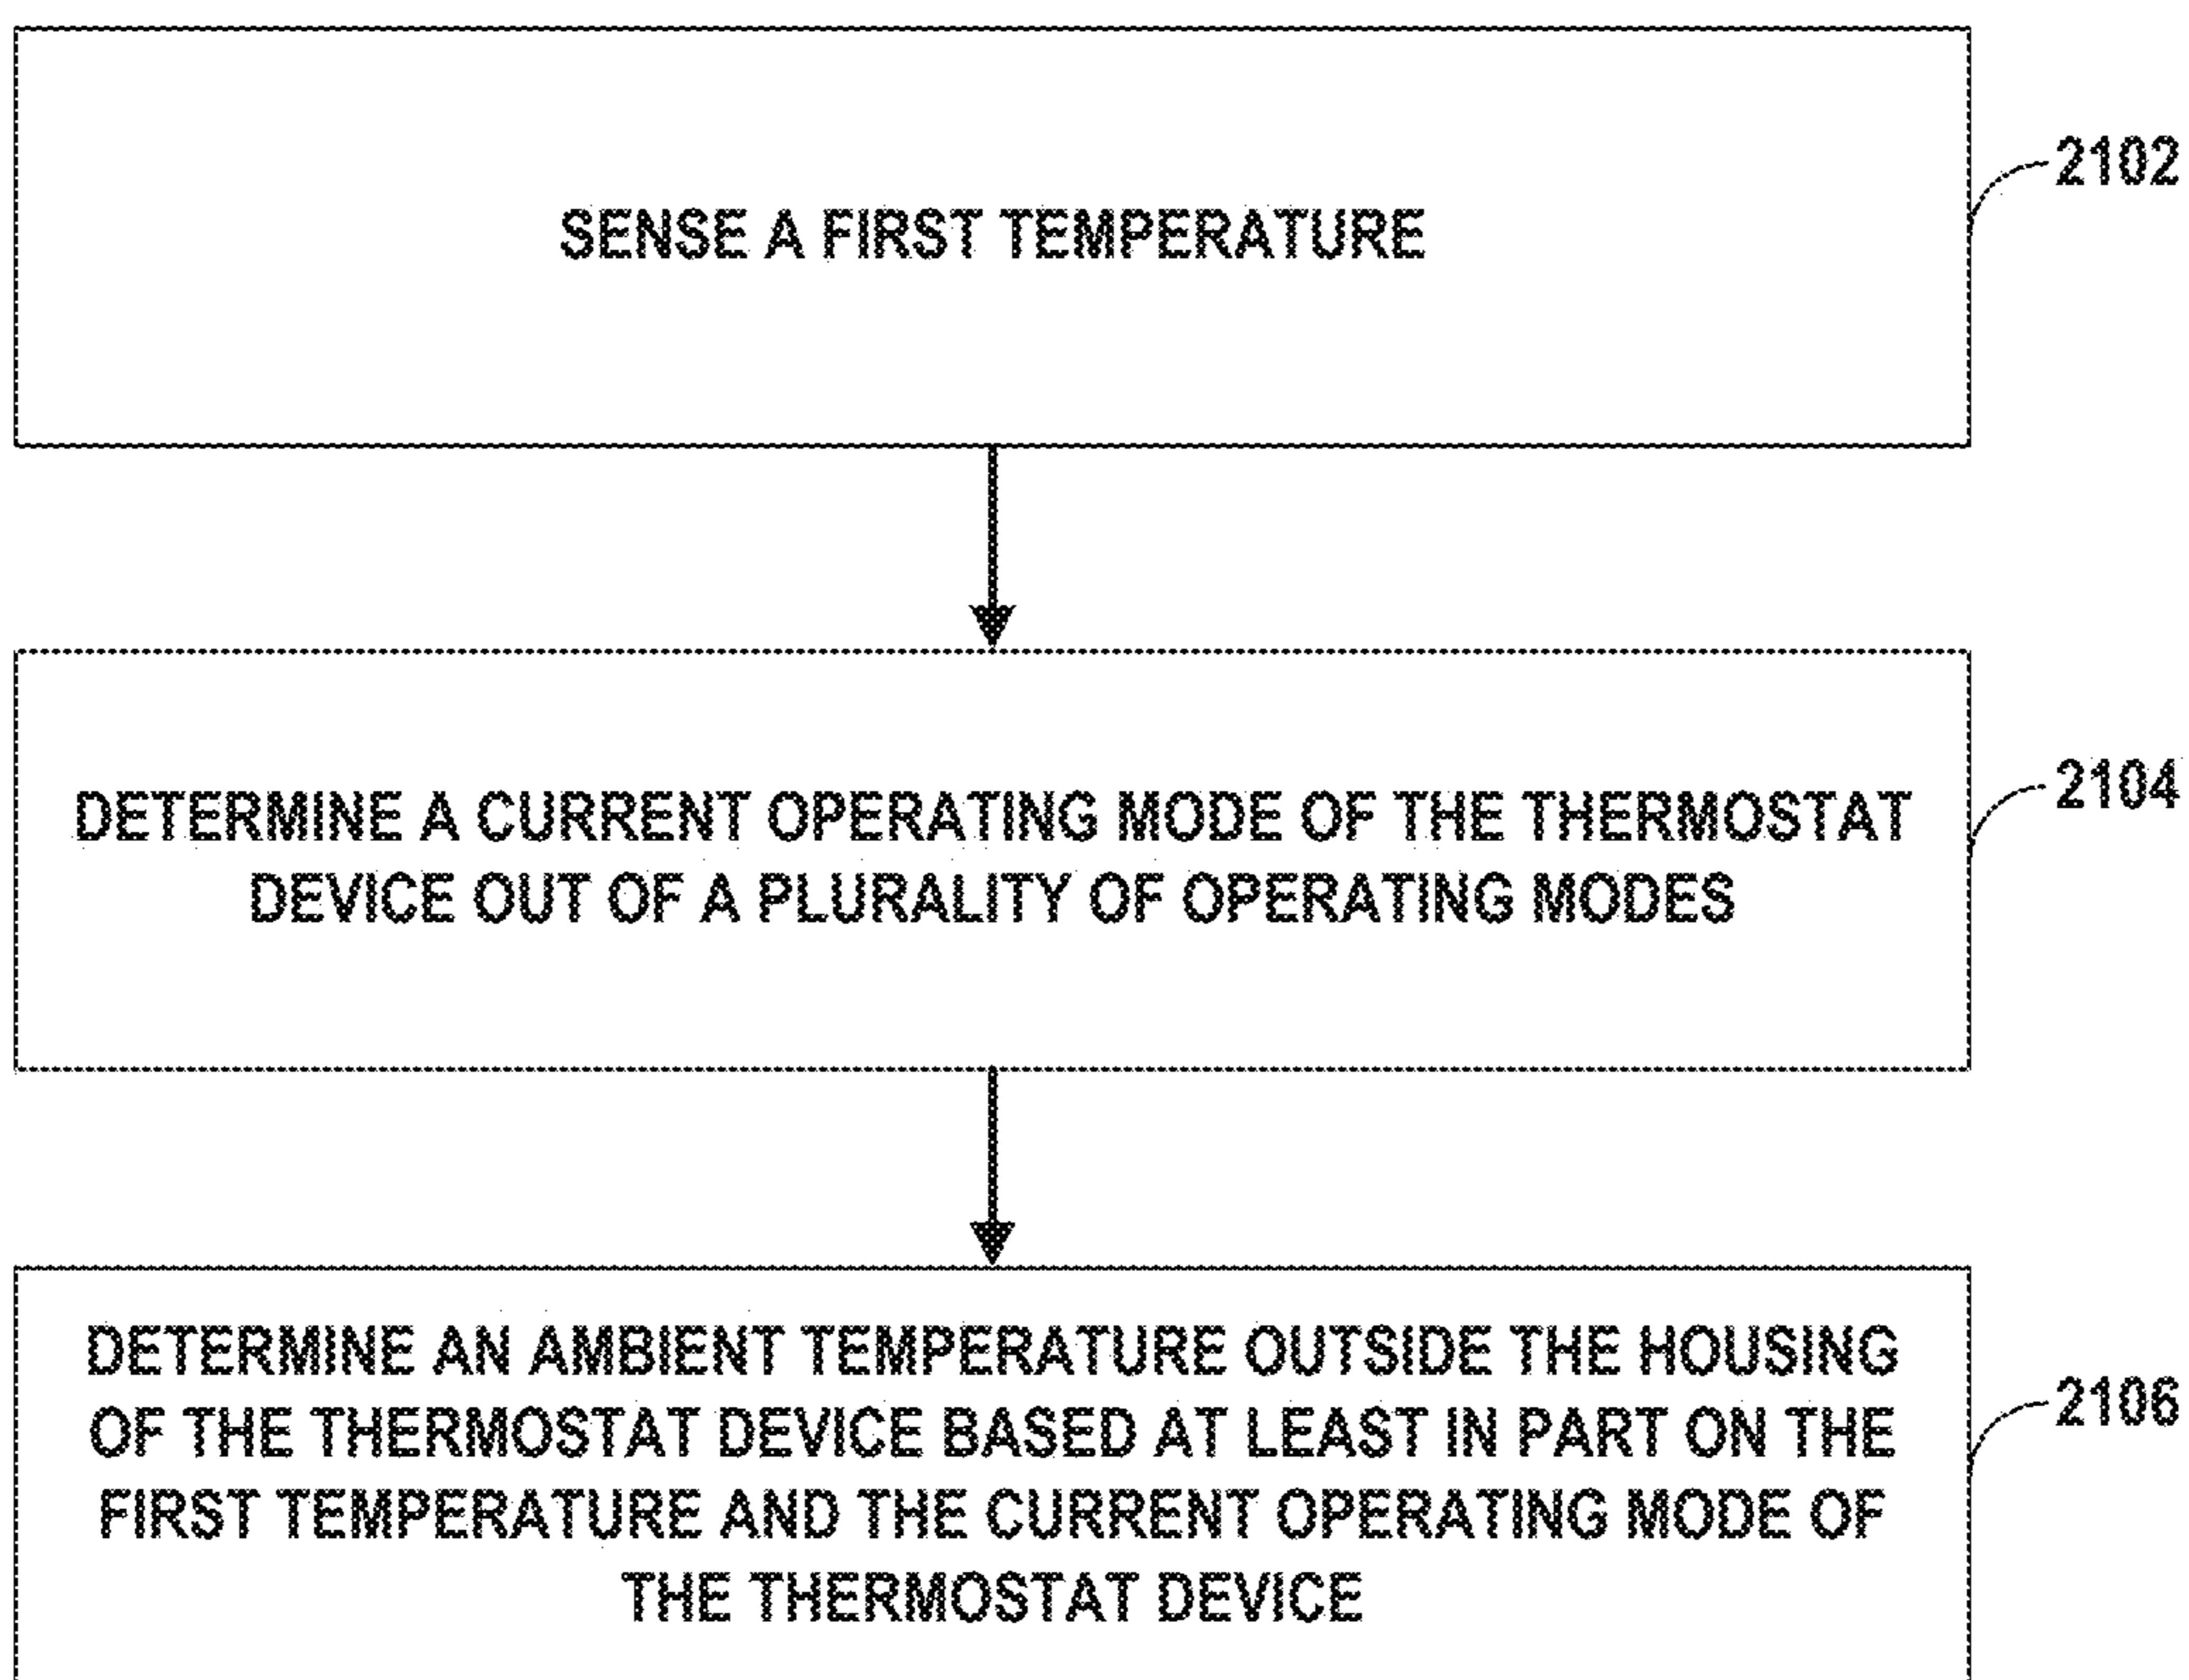 SENSE A FIRST TEMPERATURE
2102
DETERMINE A CURRENT OPERATING MODE OF THE THERMOSTAT
DEVICE OUT OF A PLURALITY OF OPERATING MODES
2104
DETERMINE AN AMBIENT TEMPERATURE OUTSIDE THE HOUSING
OF THE THERMOSTAT DEVICE BASED AT LEAST IN PART ON THE
FIRST TEMPERATURE AND THE CURRENT OPERATING MODE OF
THE THERMOSTAT DEVICE
2106